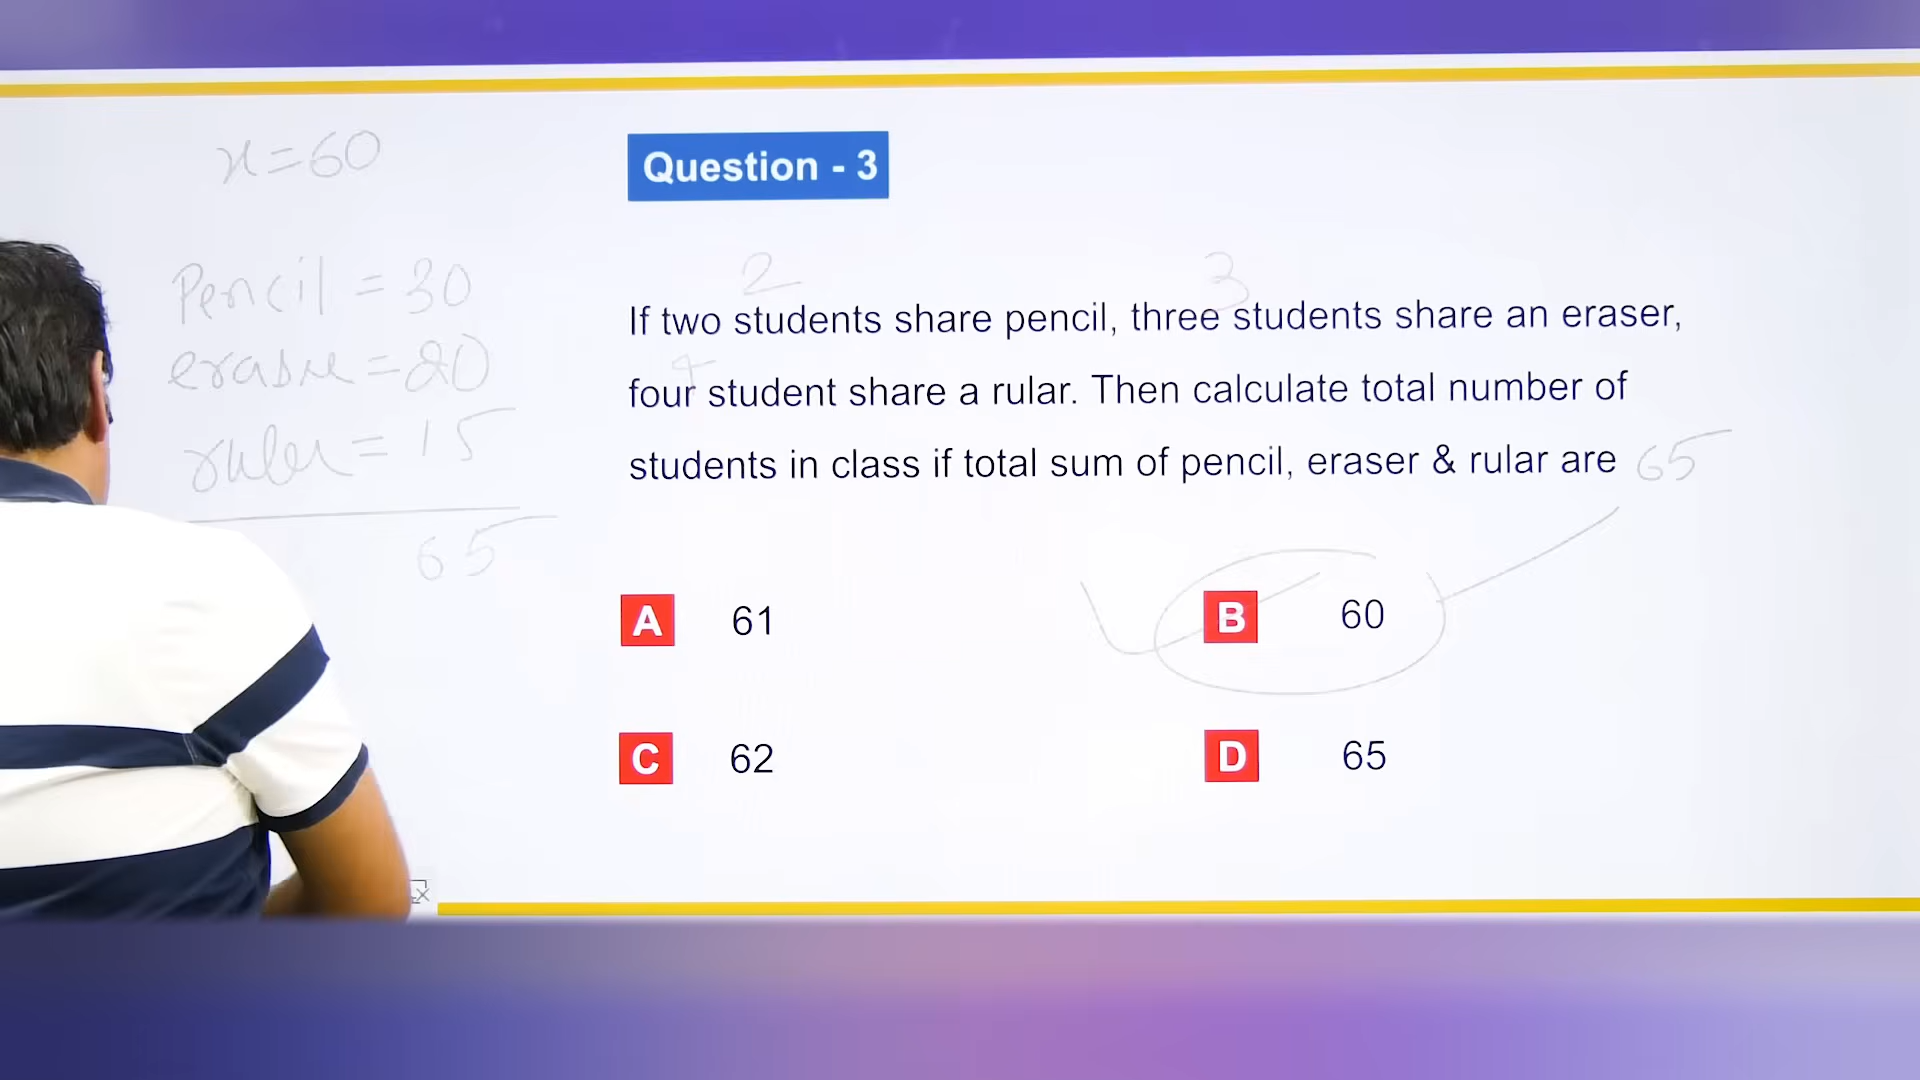 x=60
Pencil = 30
eraser = 20
ruler = 15
65
Question - 3
2
3
If two students share pencil, three students share an eraser,
4
four student share a rular. Then calculate total number of
students in class if total sum of pencil, eraser & rular are 65
A 61
B 60
C 62
D 65